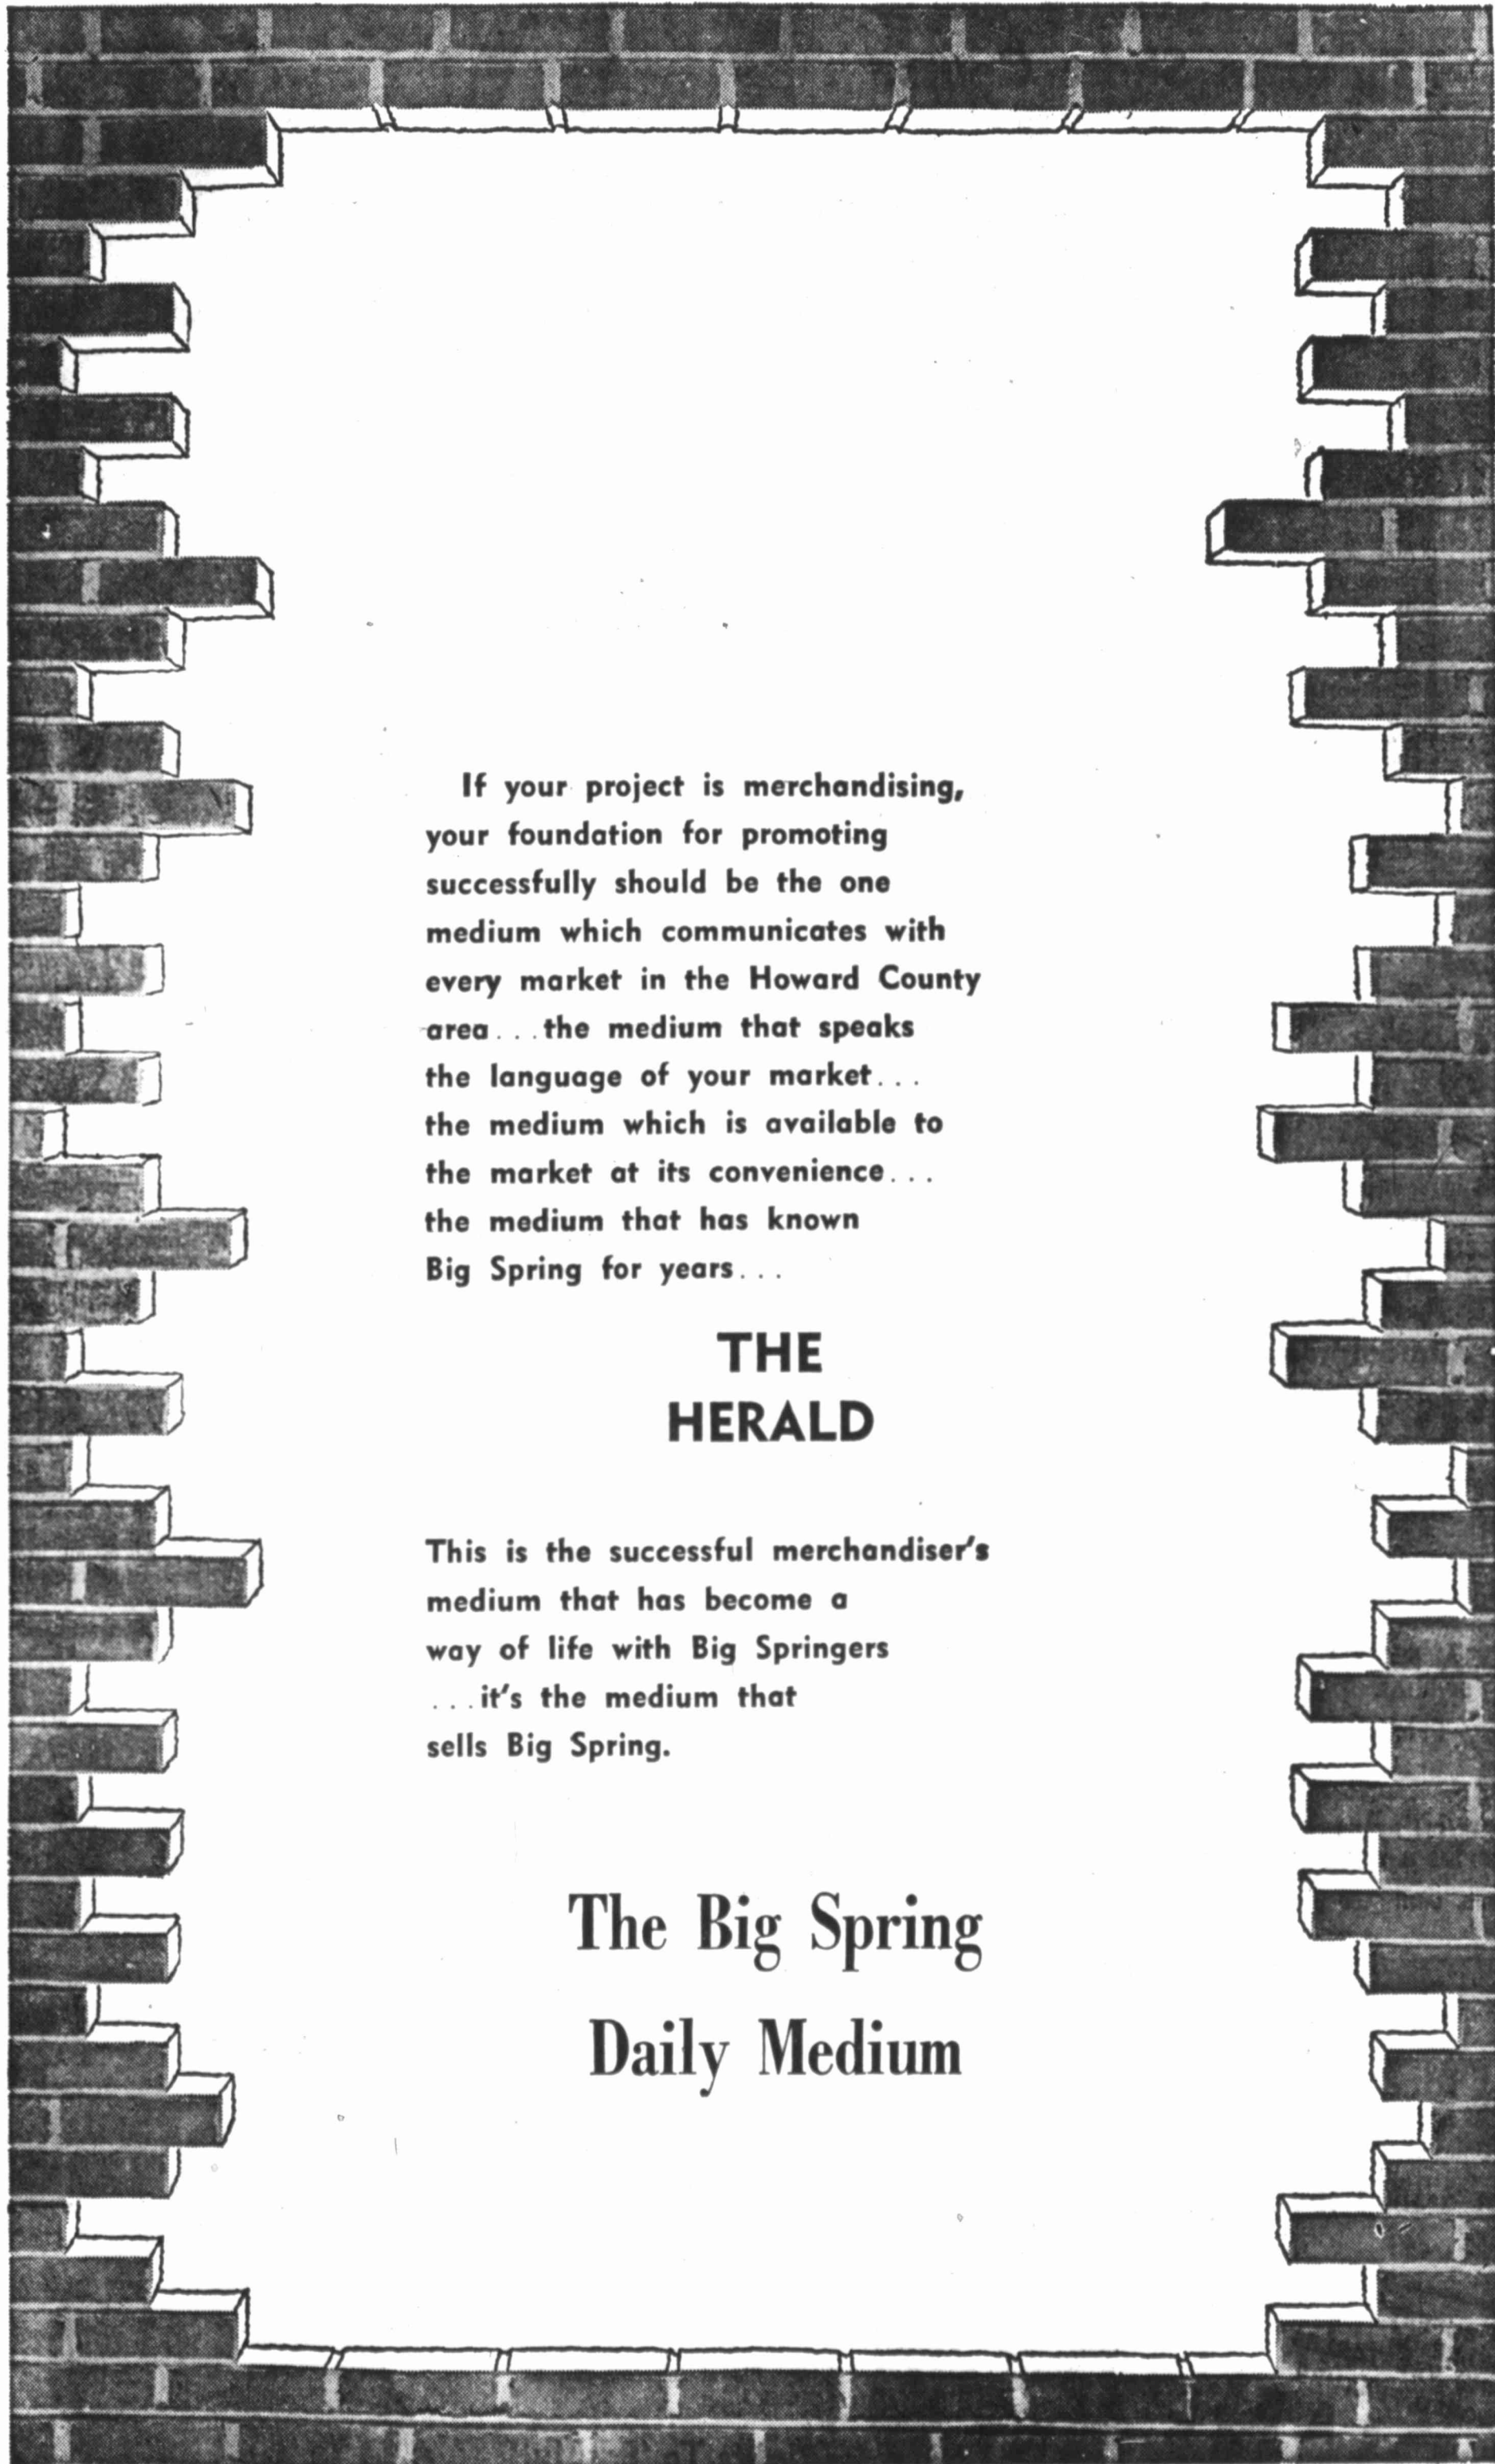 If your project is merchandising,
your foundation for promoting
successfully should be the one
medium which communicates with
every market in the Howard County
area...the medium that speaks
the language of your market...
the medium which is available to
the market at its convenience...
the medium that has known
Big Spring for years...
THE
HERALD
This is the successful merchandiser's
medium that has become a
way of life with Big Springers
...it's the medium that
sells Big Spring.
The Big Spring
Daily Medium